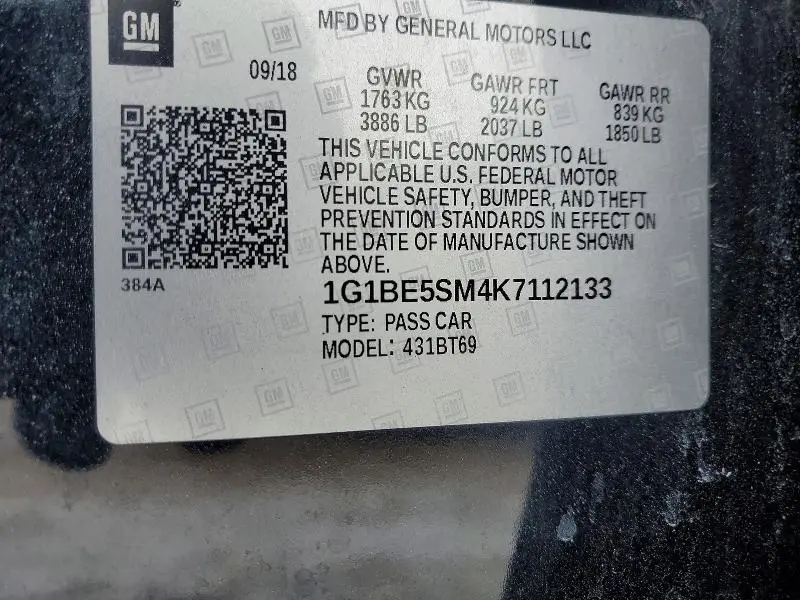 GM
MFD BY GENERAL MOTORS LLC
09/18
GVWR GAWR FRT GAWR RR
1763 KG 924 KG 839 KG
3886 LB 2037 LB 1850 LB
THIS VEHICLE CONFORMS TO ALL
APPLICABLE U.S. FEDERAL MOTOR
VEHICLE SAFETY, BUMPER, AND THEFT
PREVENTION STANDARDS IN EFFECT ON
THE DATE OF MANUFACTURE SHOWN
ABOVE.
384A
1G1BE5SM4K7112133
TYPE: PASS CAR
MODEL: 431BT69